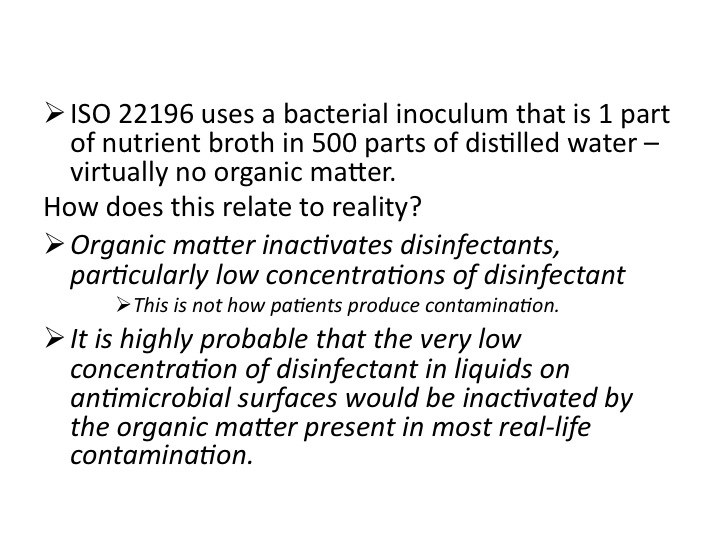 ➢ISO 22196 uses a bacterial inoculum that is 1 part
of nutrient broth in 500 parts of distilled water –
virtually no organic matter.
How does this relate to reality?
➢Organic matter inactivates disinfectants,
particularly low concentrations of disinfectant
➢This is not how patients produce contamination.
➢It is highly probable that the very low
concentration of disinfectant in liquids on
antimicrobial surfaces would be inactivated by
the organic matter present in most real-life
contamination.